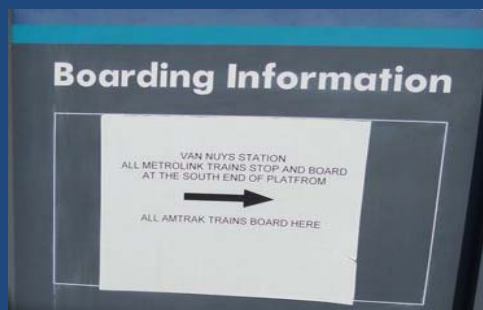 Boarding Information
VAN NUYS STATION
ALL METROLINK TRAINS STOP AND BOARD
AT THE SOUTH END OF PLATFROM
ALL AMTRAK TRAINS BOARD HERE